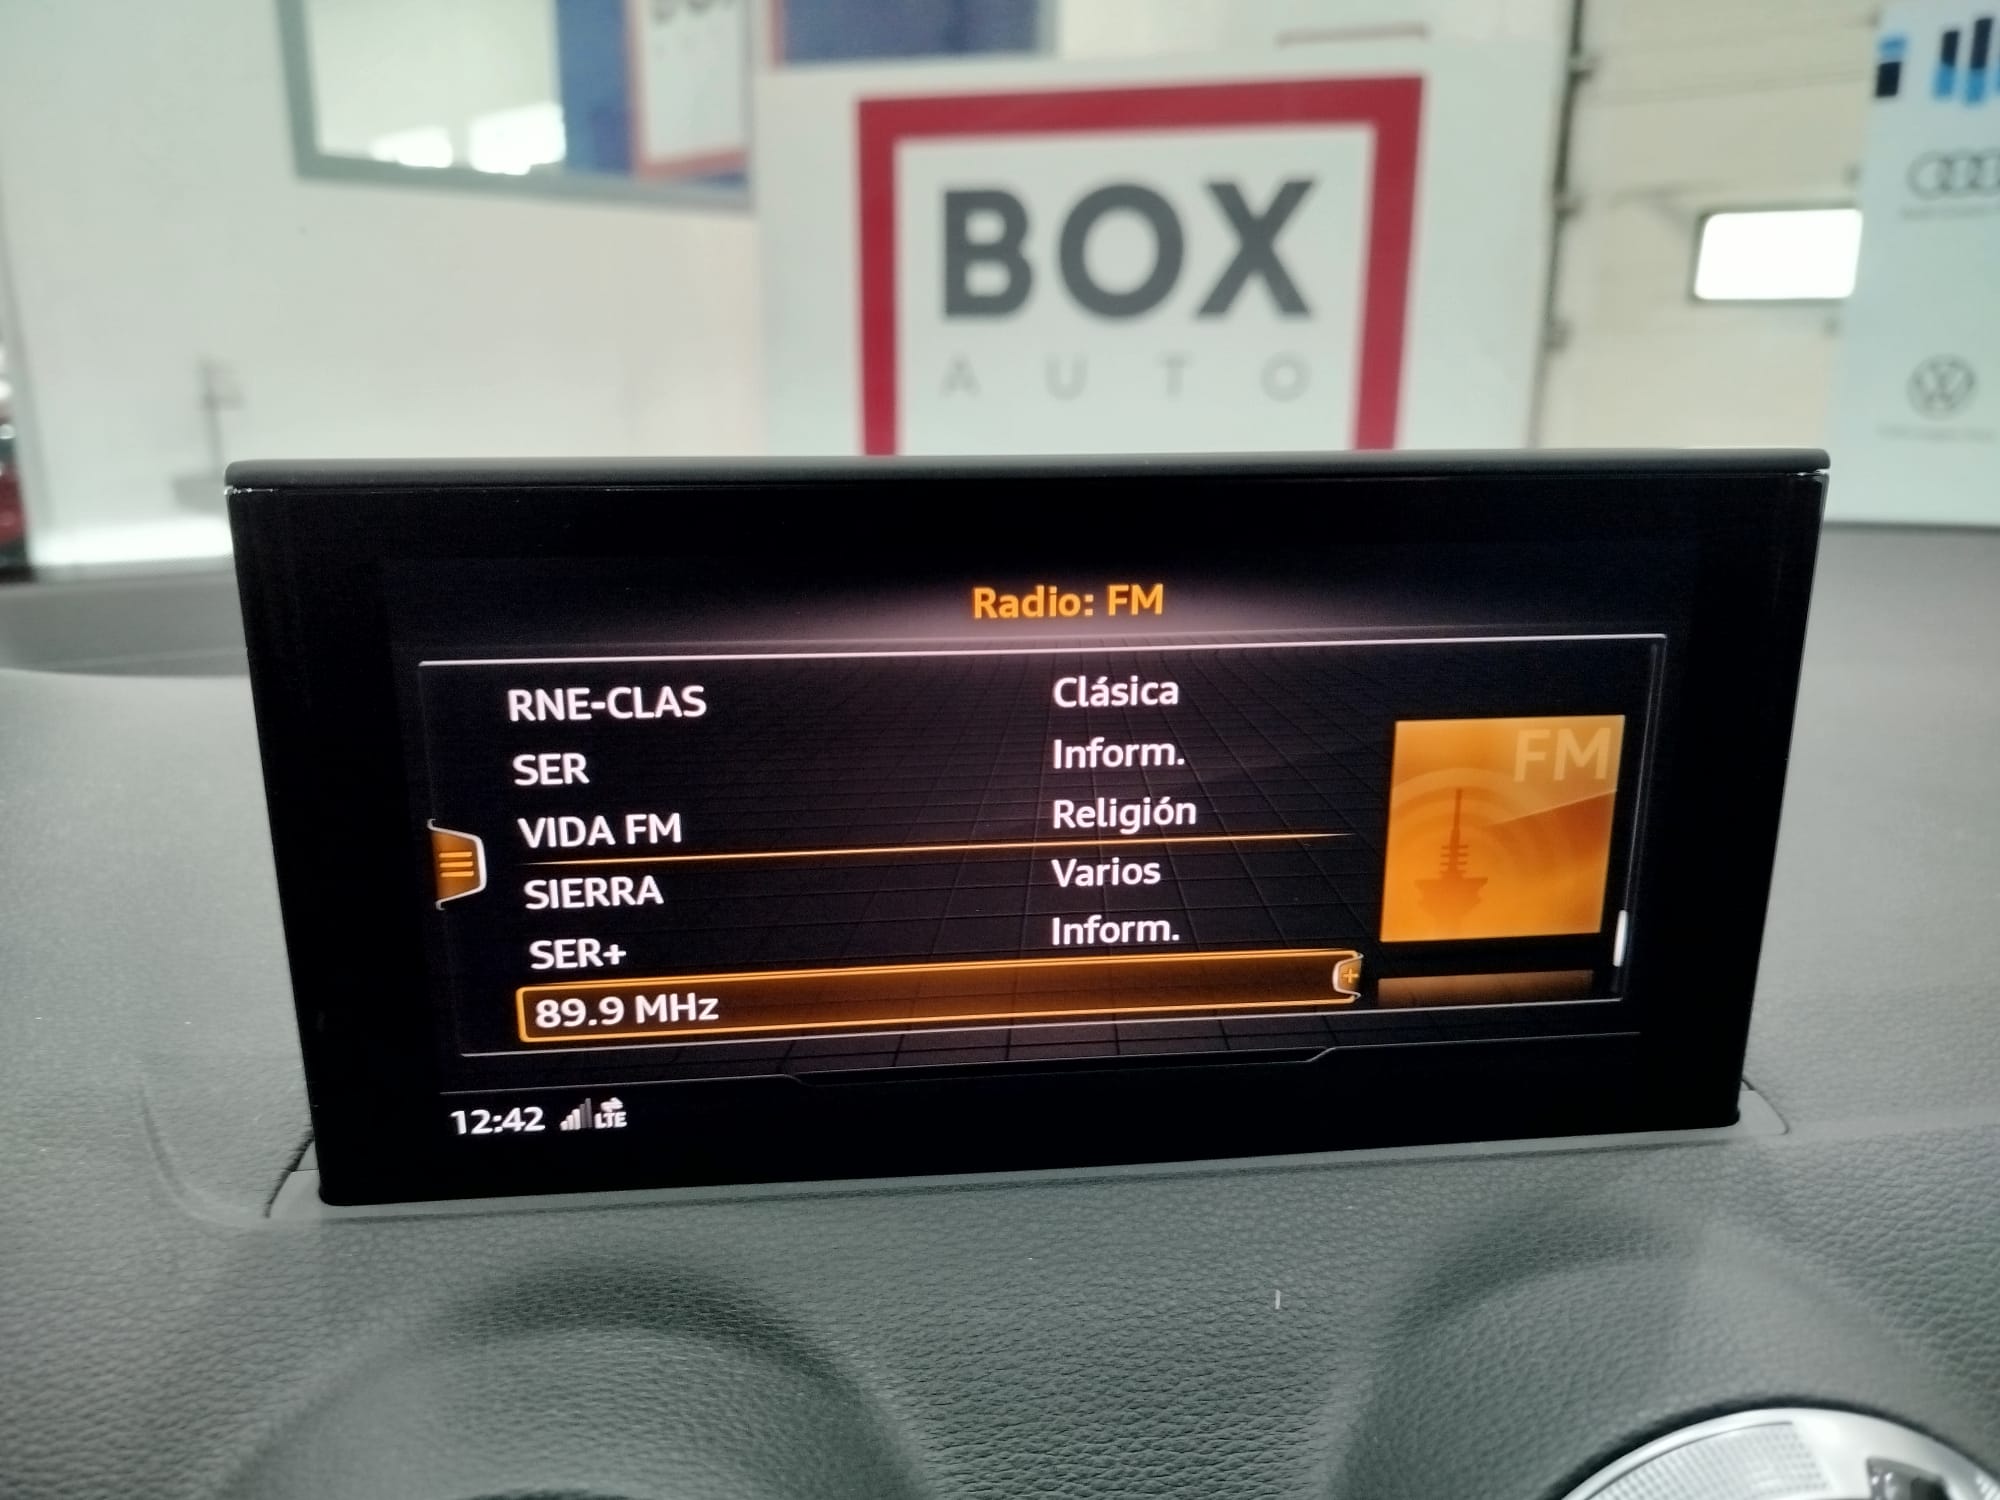 BOX
AUTO
Radio: FM
RNE-CLAS Clásica
SER Inform.
VIDA FM Religión
SIERRA Varios
SER+ Inform.
89.9 MHz
FM
12:42 LTE